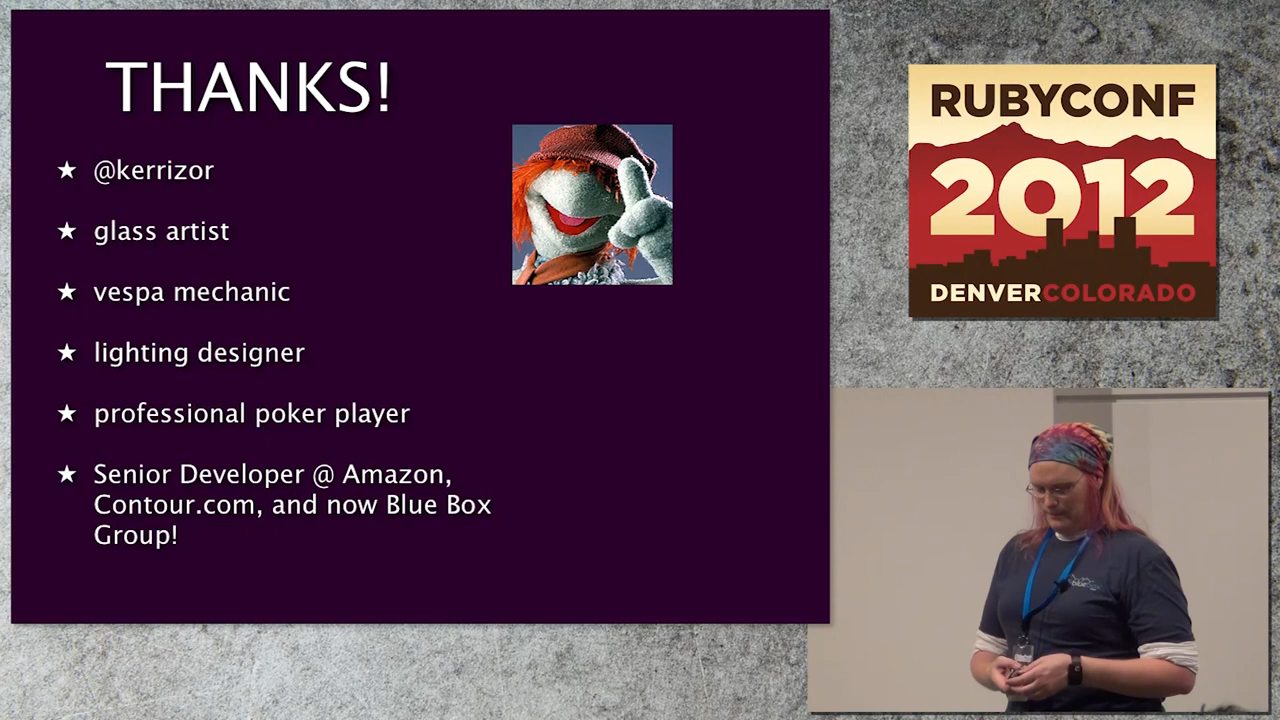 THANKS!
★ @kerrizor
★ glass artist
★ vespa mechanic
★ lighting designer
★ professional poker player
★ Senior Developer @ Amazon,
Contour.com, and now Blue Box
Group!
RUBYCONF
2012
DENVERCOLORADO